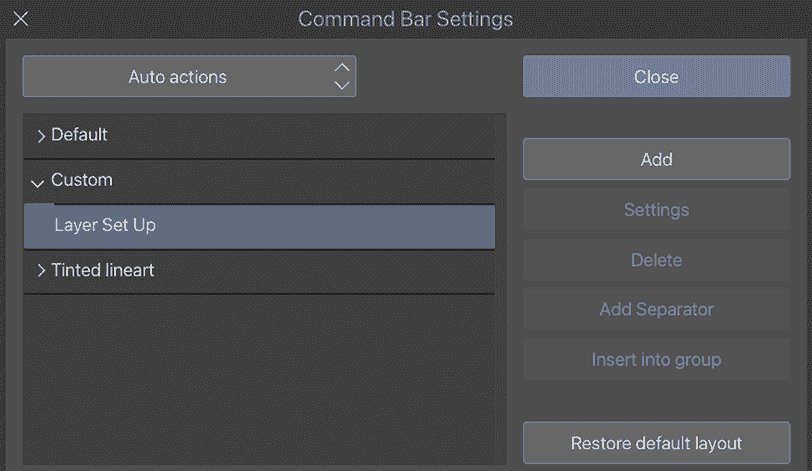 Command Bar Settings
Auto actions
Close
Default
Custom
Layer Set Up
Tinted lineart
Add
Settings
Delete
Add Separator
Insert into group
Restore default layout